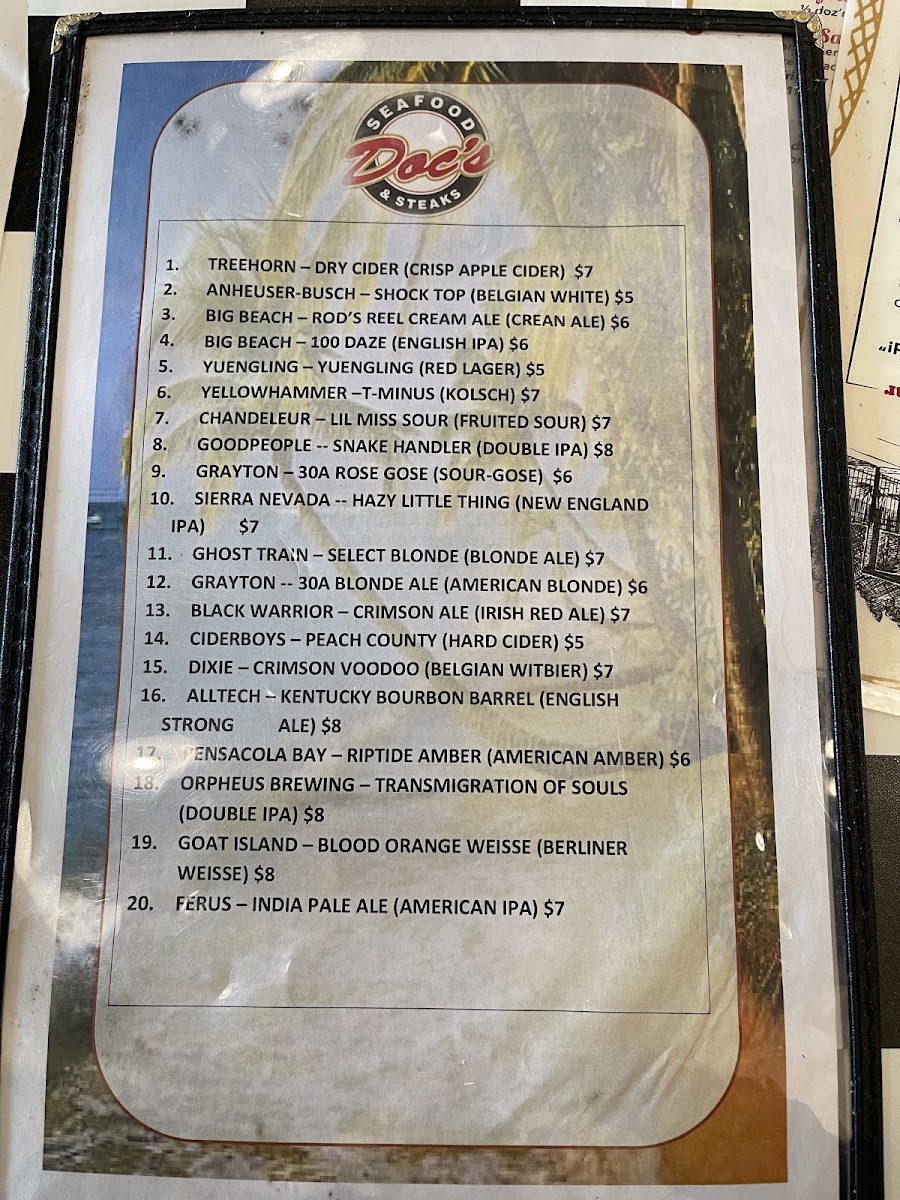 SEAFOOD
Doc's
& STEAKS
1. TREEHORN – DRY CIDER (CRISP APPLE CIDER) $7
2. ANHEUSER-BUSCH – SHOCK TOP (BELGIAN WHITE) $5
3. BIG BEACH – ROD'S REEL CREAM ALE (CREAN ALE) $6
4. BIG BEACH – 100 DAZE (ENGLISH IPA) $6
5. YUENGLING – YUENGLING (RED LAGER) $5
6. YELLOWHAMMER –T-MINUS (KOLSCH) $7
7. CHANDELEUR – LIL MISS SOUR (FRUITED SOUR) $7
8. GOODPEOPLE -- SNAKE HANDLER (DOUBLE IPA) $8
9. GRAYTON – 30A ROSE GOSE (SOUR-GOSE) $6
10. SIERRA NEVADA -- HAZY LITTLE THING (NEW ENGLAND
IPA) $7
11. GHOST TRAIN – SELECT BLONDE (BLONDE ALE) $7
12. GRAYTON -- 30A BLONDE ALE (AMERICAN BLONDE) $6
13. BLACK WARRIOR – CRIMSON ALE (IRISH RED ALE) $7
14. CIDERBOYS – PEACH COUNTY (HARD CIDER) $5
15. DIXIE – CRIMSON VOODOO (BELGIAN WITBIER) $7
16. ALLTECH – KENTUCKY BOURBON BARREL (ENGLISH
STRONG ALE) $8
17. PENSACOLA BAY – RIPTIDE AMBER (AMERICAN AMBER) $6
18. ORPHEUS BREWING – TRANSMIGRATION OF SOULS
(DOUBLE IPA) $8
19. GOAT ISLAND – BLOOD ORANGE WEISSE (BERLINER
WEISSE) $8
20. FERUS – INDIA PALE ALE (AMERICAN IPA) $7